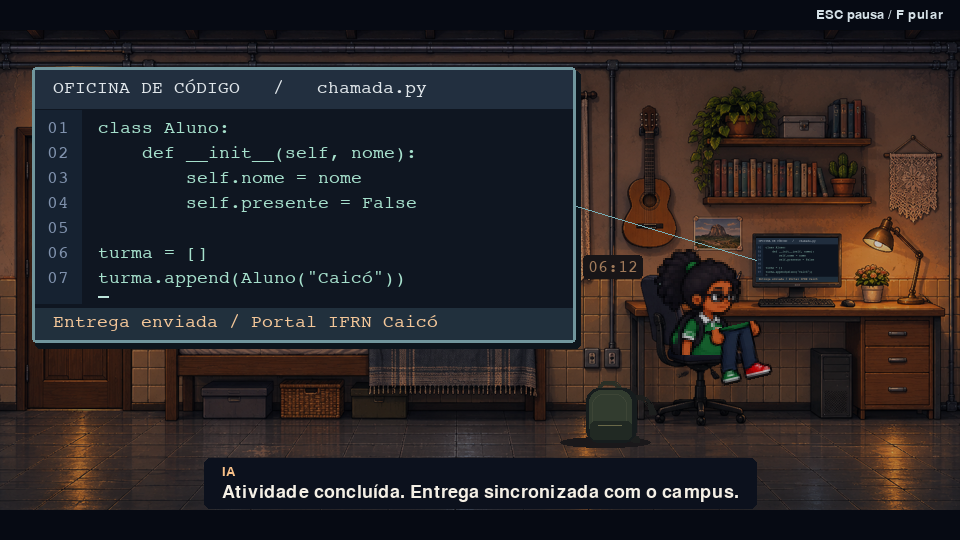 ESC pausa / F pular
OFICINA DE CÓDIGO / chamada.py
01 class Aluno:
02 def __init__(self, nome):
03 self.nome = nome
04 self.presente = False
05
06 turma = []
07 turma.append(Aluno("Caicó"))
Entrega enviada / Portal IFRN Caicó
06:12
IA
Atividade concluída. Entrega sincronizada com o campus.